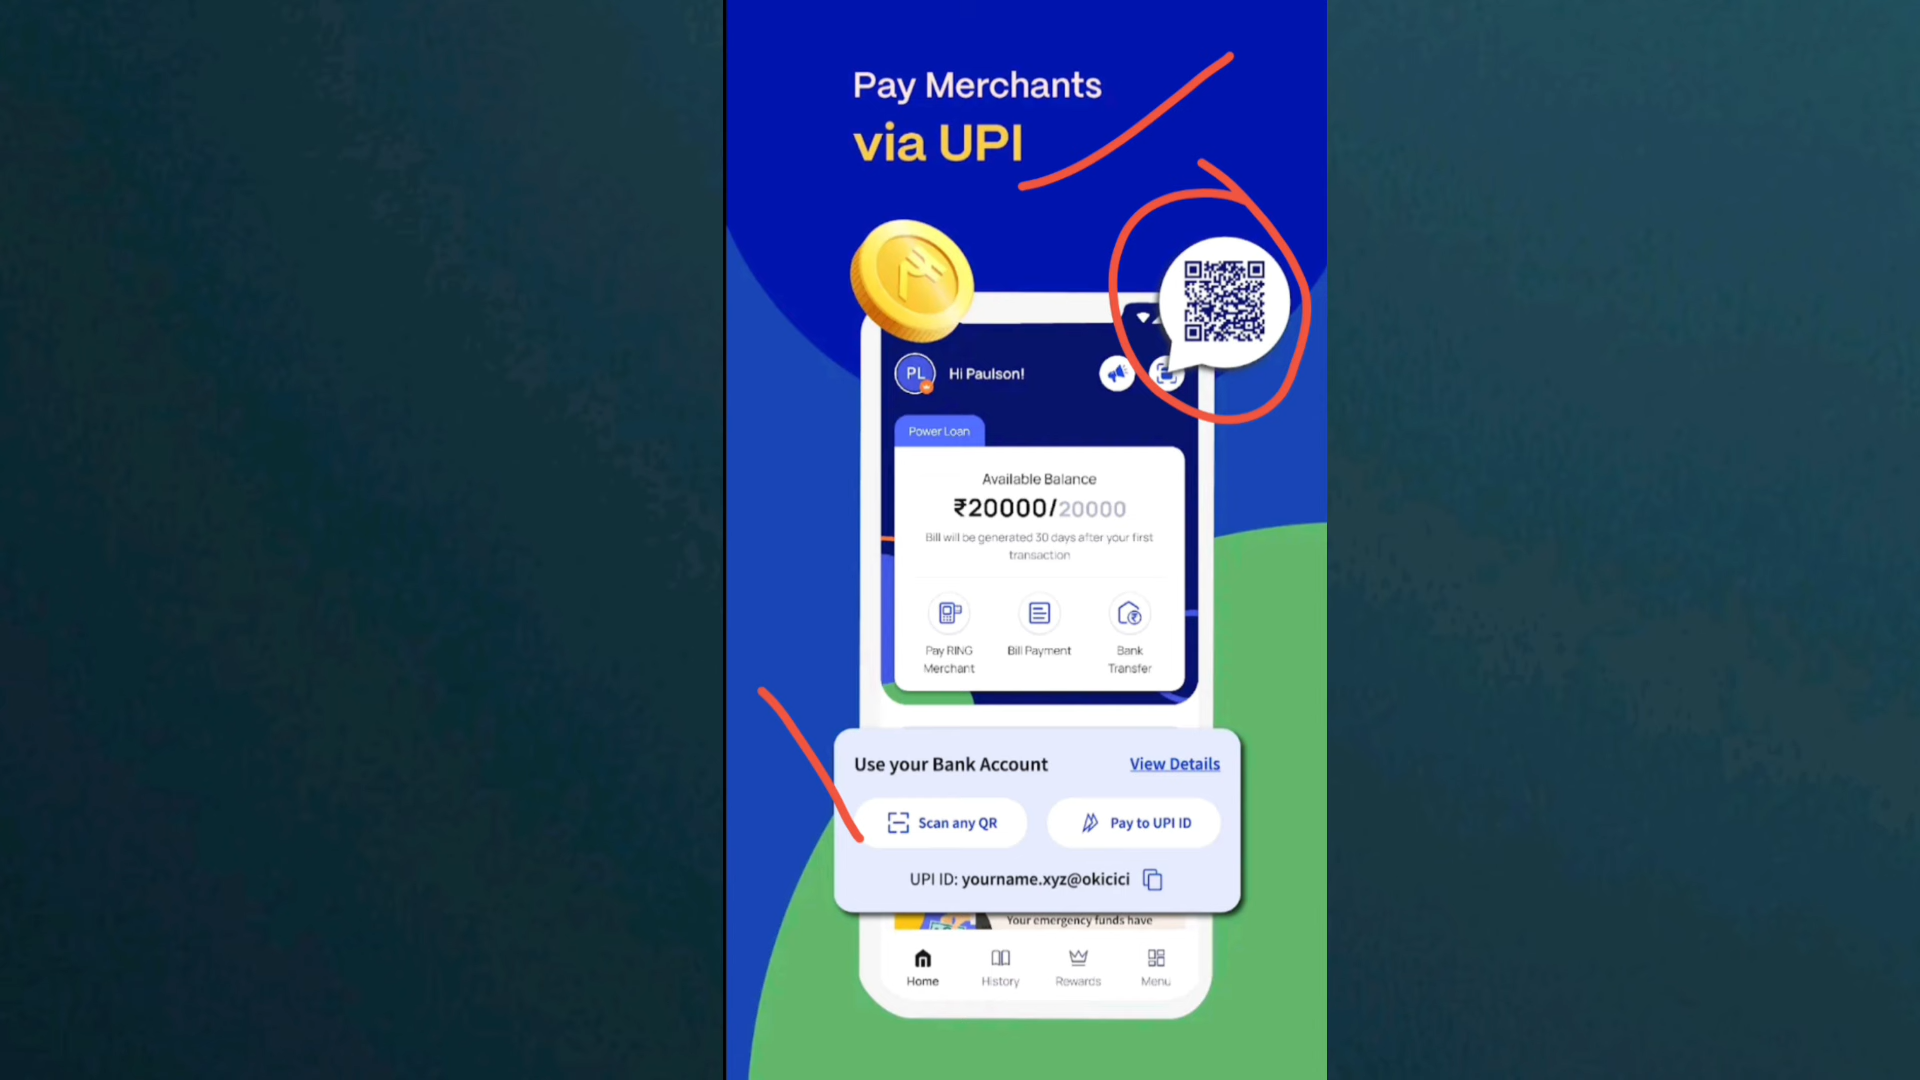 Pay Merchants
via UPI
PL
Hi Paulson!
Power Loan
Available Balance
₹20000/20000
Bill will be generated 30 days after your first
transaction
Pay RING
Merchant
Bill Payment
Bank
Transfer
Use your Bank Account
View Details
Scan any QR
Pay to UPI ID
UPI ID: yourname.xyz@okicici
Your emergency funds have
Home
History
Rewards
Menu